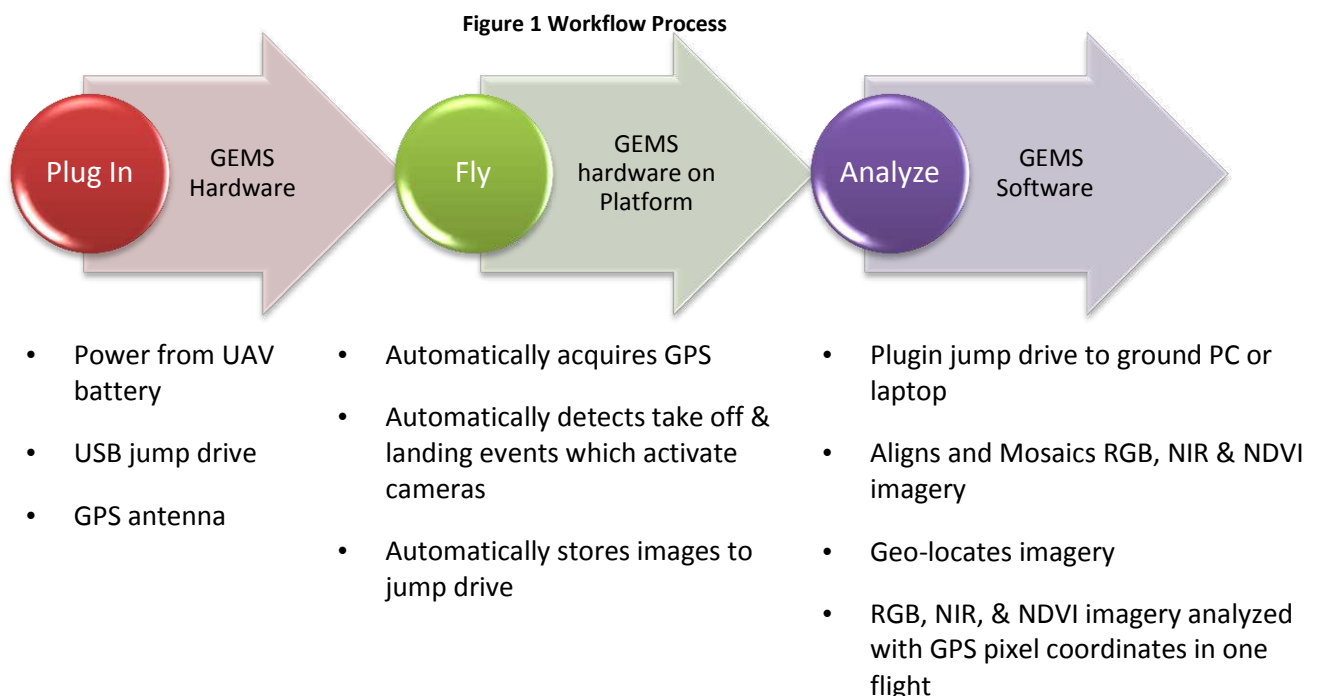 Figure 1 Workflow Process
Plug In
GEMS
Hardware
Fly
GEMS
hardware on
Platform
Analyze
GEMS
Software
• Power from UAV
battery
• USB jump drive
• GPS antenna
• Automatically acquires GPS
• Automatically detects take off &
landing events which activate
cameras
• Automatically stores images to
jump drive
• Plugin jump drive to ground PC or
laptop
• Aligns and Mosaics RGB, NIR & NDVI
imagery
• Geo-locates imagery
• RGB, NIR, & NDVI imagery analyzed
with GPS pixel coordinates in one
flight